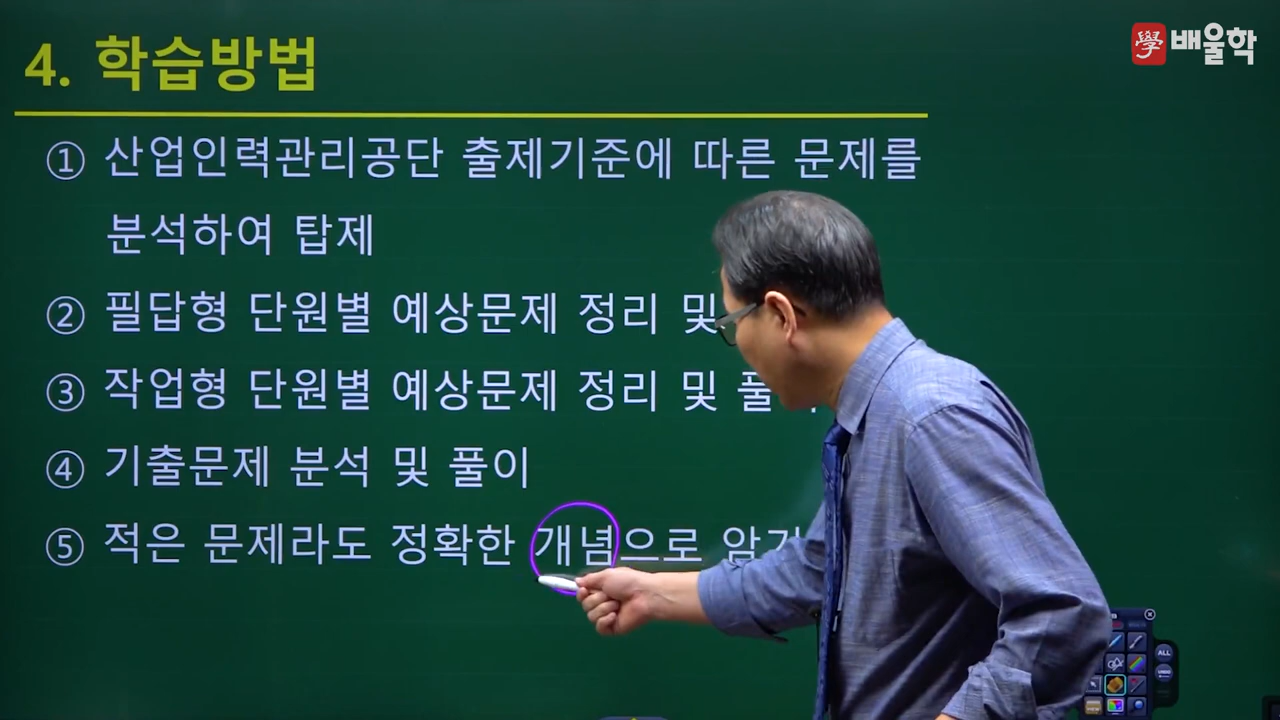 學 배울학
4. 학습방법
① 산업인력관리공단 출제기준에 따른 문제를
분석하여 탑제
② 필답형 단원별 예상문제 정리 및
③ 작업형 단원별 예상문제 정리 및
④ 기출문제 분석 및 풀이
⑤ 적은 문제라도 정확한 개념으로
ALL